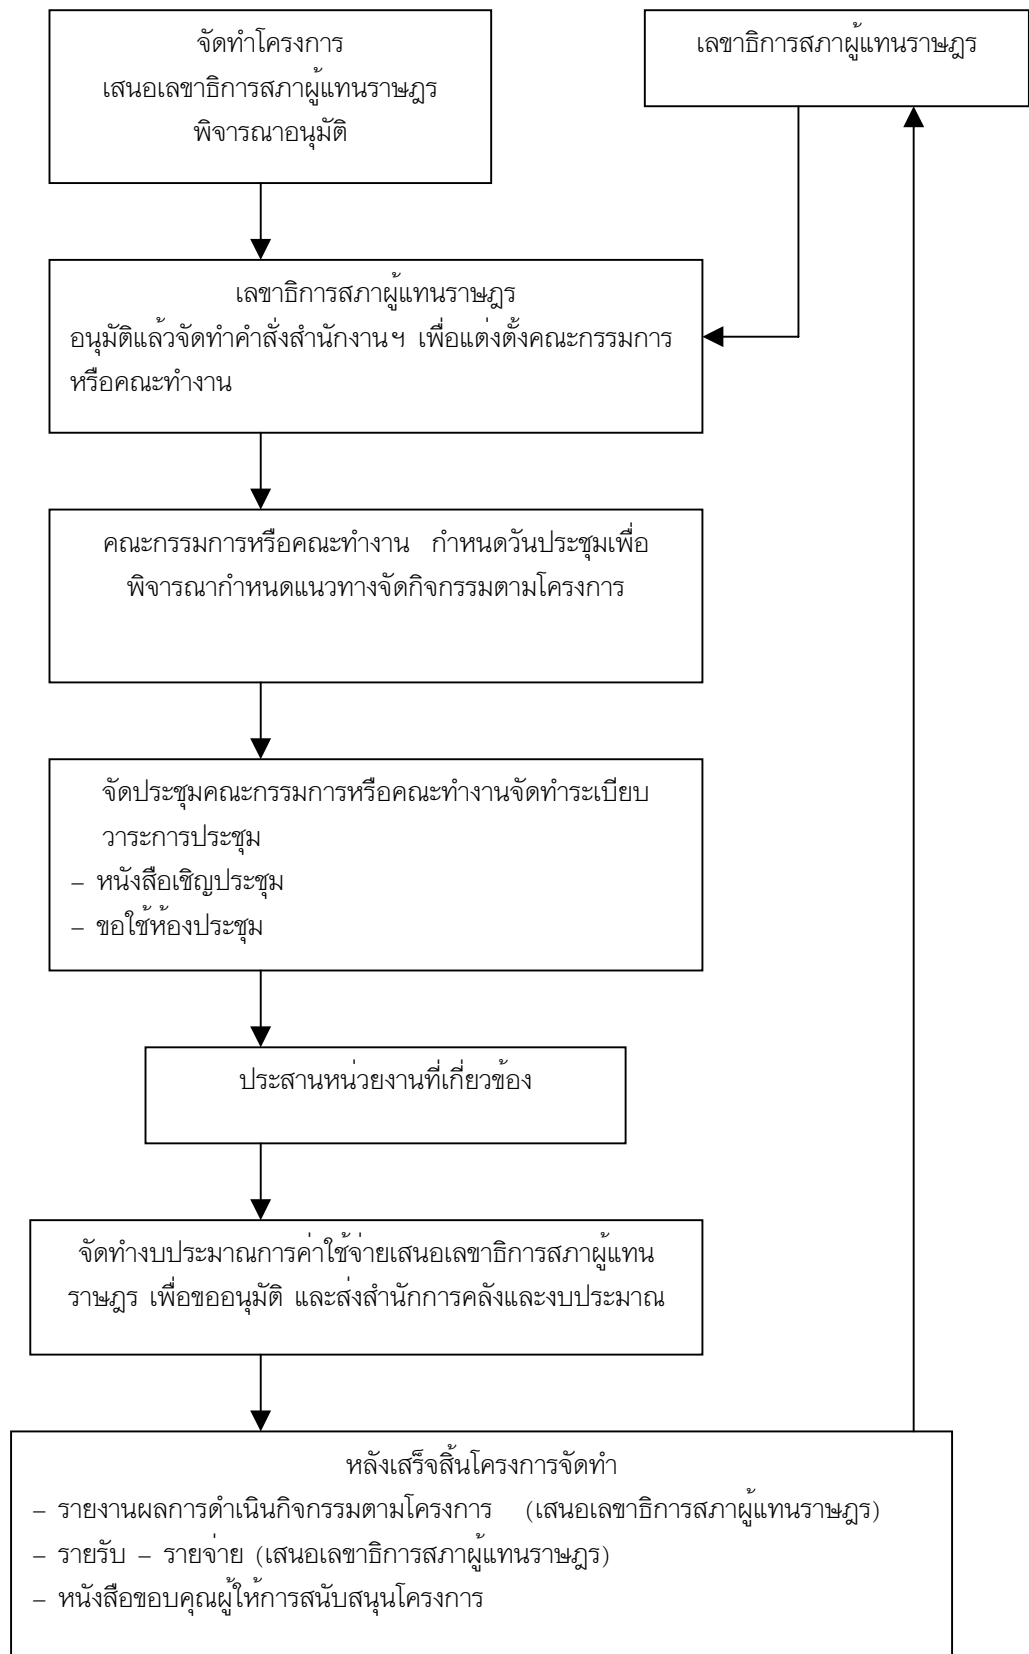 จัดทำโครงการ
เสนอเลขาธิการสภาผู้แทนราษฎร
พิจารณาอนุมัติ
เลขาธิการสภาผู้แทนราษฎร
เลขาธิการสภาผู้แทนราษฎร
อนุมัติแล้วจัดทำคำสั่งสำนักงานฯ เพื่อแต่งตั้งคณะกรรมการ
หรือคณะทำงาน
คณะกรรมการหรือคณะทำงาน กำหนดวันประชุมเพื่อ
พิจารณากำหนดแนวทางจัดกิจกรรมตามโครงการ
จัดประชุมคณะกรรมการหรือคณะทำงานจัดทำระเบียบ
วาระการประชุม
– หนังสือเชิญประชุม
– ขอใช้ห้องประชุม
ประสานหน่วยงานที่เกี่ยวข้อง
จัดทำงบประมาณการค่าใช้จ่ายเสนอเลขาธิการสภาผู้แทน
ราษฎร เพื่อขออนุมัติ และส่งสำนักการคลังและงบประมาณ
หลังเสร็จสิ้นโครงการจัดทำ
– รายงานผลการดำเนินกิจกรรมตามโครงการ (เสนอเลขาธิการสภาผู้แทนราษฎร)
– รายรับ – รายจ่าย (เสนอเลขาธิการสภาผู้แทนราษฎร)
– หนังสือขอบคุณผู้ให้การสนับสนุนโครงการ